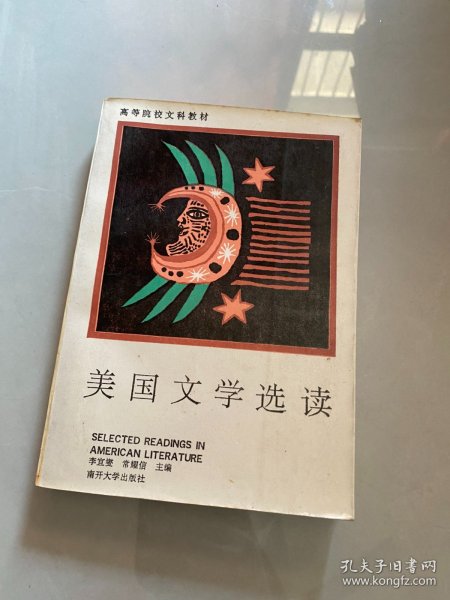 高等院校文科教材
美国文学选读
SELECTED READINGS IN
AMERICAN LITERATURE
李宜燮 常耀信 主编
南开大学出版社
孔夫子旧书网
www.kongfz.com